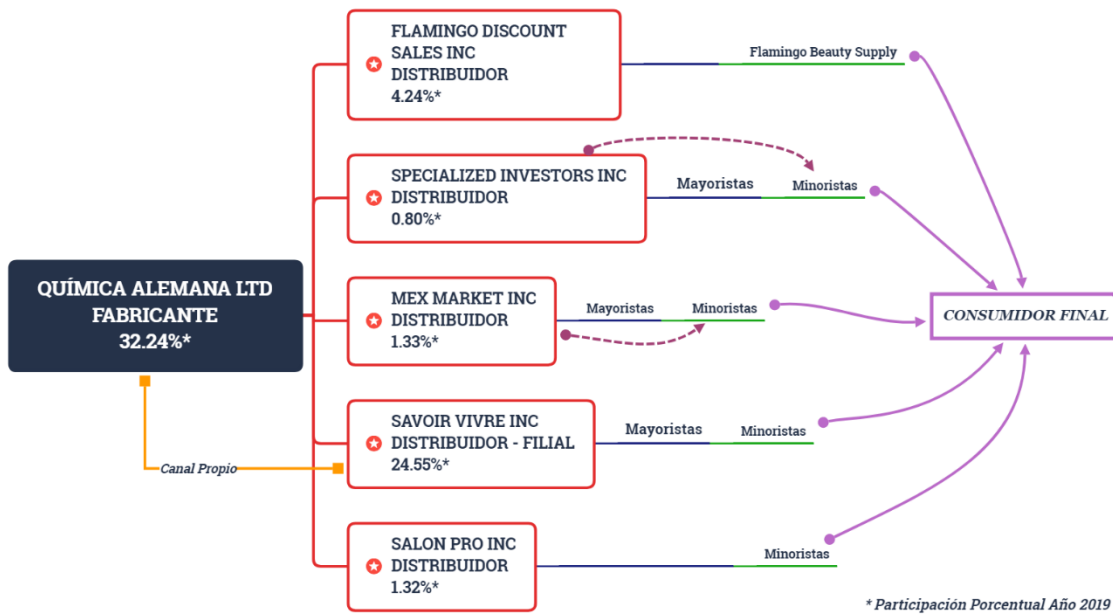 FLAMINGO DISCOUNT
SALES INC
DISTRIBUIDOR
4.24%*
Flamingo Beauty Supply
SPECIALIZED INVESTORS INC
DISTRIBUIDOR
0.80%*
Mayoristas
Minoristas
QUÍMICA ALEMANA LTD
FABRICANTE
32.24%*
MEX MARKET INC
DISTRIBUIDOR
1.33%*
Mayoristas
Minoristas
CONSUMIDOR FINAL
SAVOIR VIVRE INC
DISTRIBUIDOR - FILIAL
24.55%*
Mayoristas
Minoristas
Canal Propio
SALON PRO INC
DISTRIBUIDOR
1.32%*
Minoristas
* Participación Porcentual Año 2019